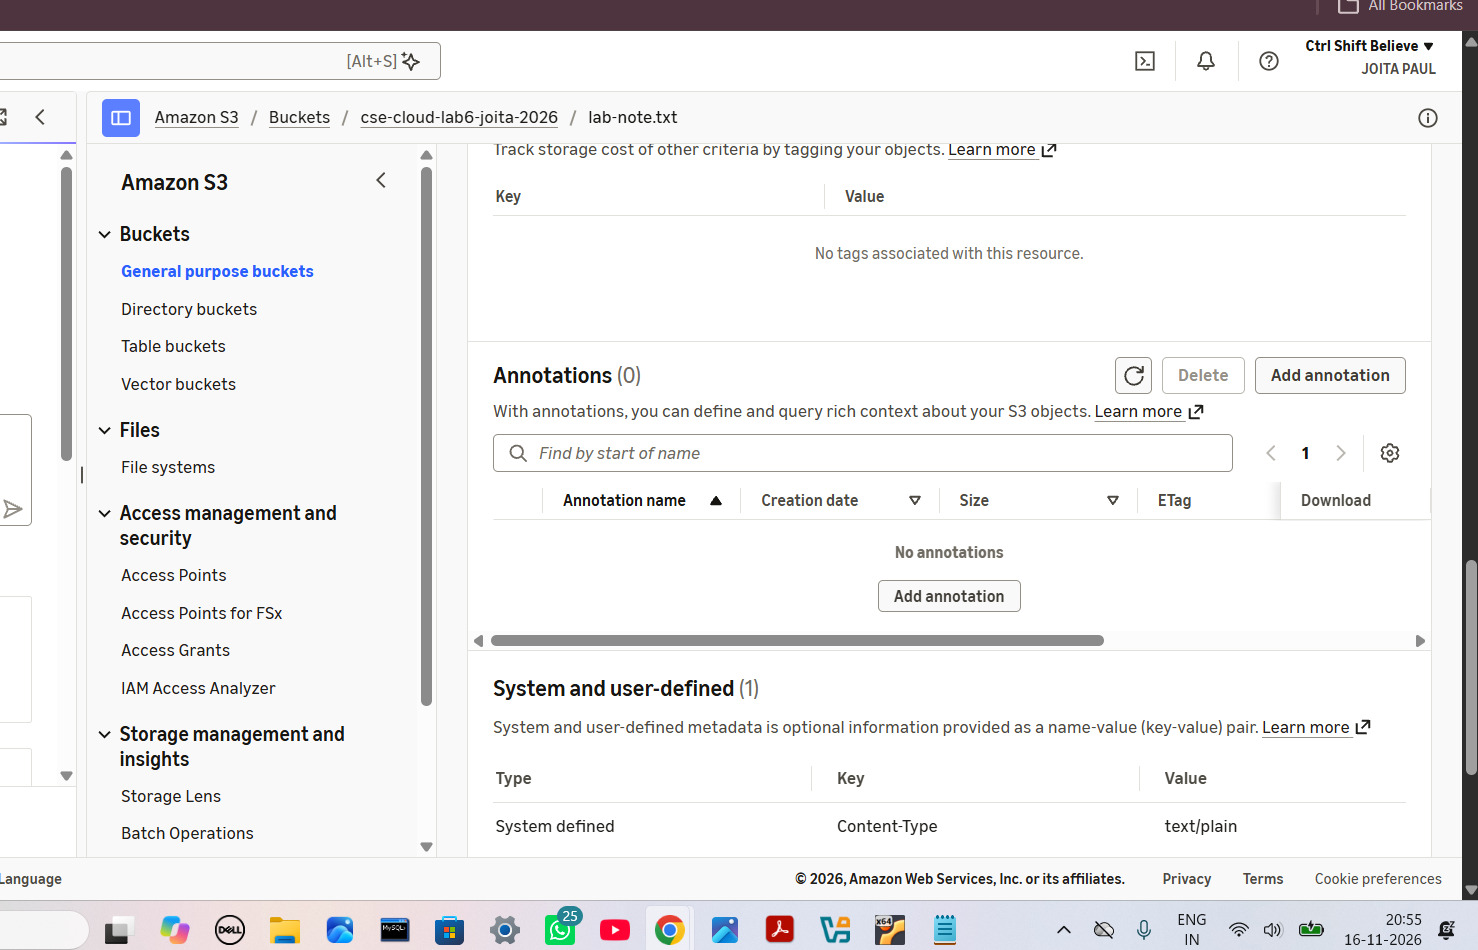 All Bookmarks
[Alt+S]
Ctrl Shift Believe
JOITA PAUL
Amazon S3 / Buckets / cse-cloud-lab6-joita-2026 / lab-note.txt
Amazon S3
Buckets
General purpose buckets
Directory buckets
Table buckets
Vector buckets
Files
File systems
Access management and
security
Access Points
Access Points for FSx
Access Grants
IAM Access Analyzer
Storage management and
insights
Storage Lens
Batch Operations
Track storage cost of other criteria by tagging your objects. Learn more
Key Value
No tags associated with this resource.
Annotations (0)
Delete
Add annotation
With annotations, you can define and query rich context about your S3 objects. Learn more
Find by start of name
1
Annotation name Creation date Size ETag Download
No annotations
Add annotation
System and user-defined (1)
System and user-defined metadata is optional information provided as a name-value (key-value) pair. Learn more
Type Key Value
System defined Content-Type text/plain
Language
© 2026, Amazon Web Services, Inc. or its affiliates. Privacy Terms Cookie preferences
DELL
MySQL
25
x64
ENG
IN
20:55
16-11-2026